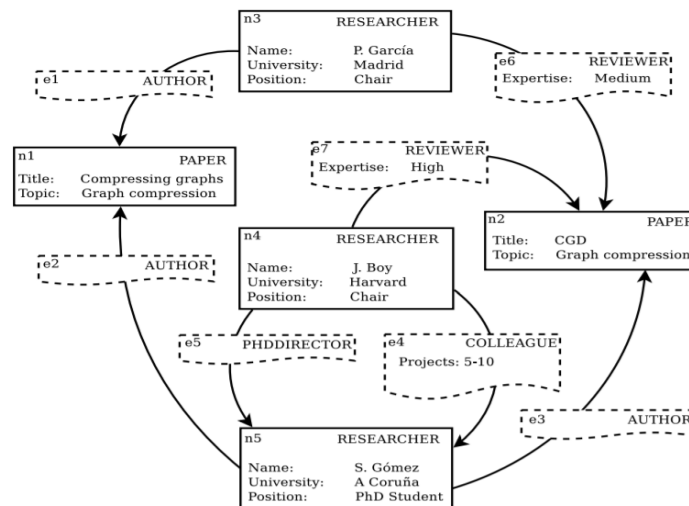 n3 RESEARCHER
Name: P. García
University: Madrid
Position: Chair
e1 AUTHOR
e6 REVIEWER
Expertise: Medium
n1 PAPER
Title: Compressing graphs
Topic: Graph compression
e7 REVIEWER
Expertise: High
n2 PAPER
Title: CGD
Topic: Graph compression
n4 RESEARCHER
Name: J. Boy
University: Harvard
Position: Chair
e2 AUTHOR
e5 PHDDIRECTOR
e4 COLLEAGUE
Projects: 5-10
e3 AUTHOR
n5 RESEARCHER
Name: S. Gómez
University: A Coruña
Position: PhD Student